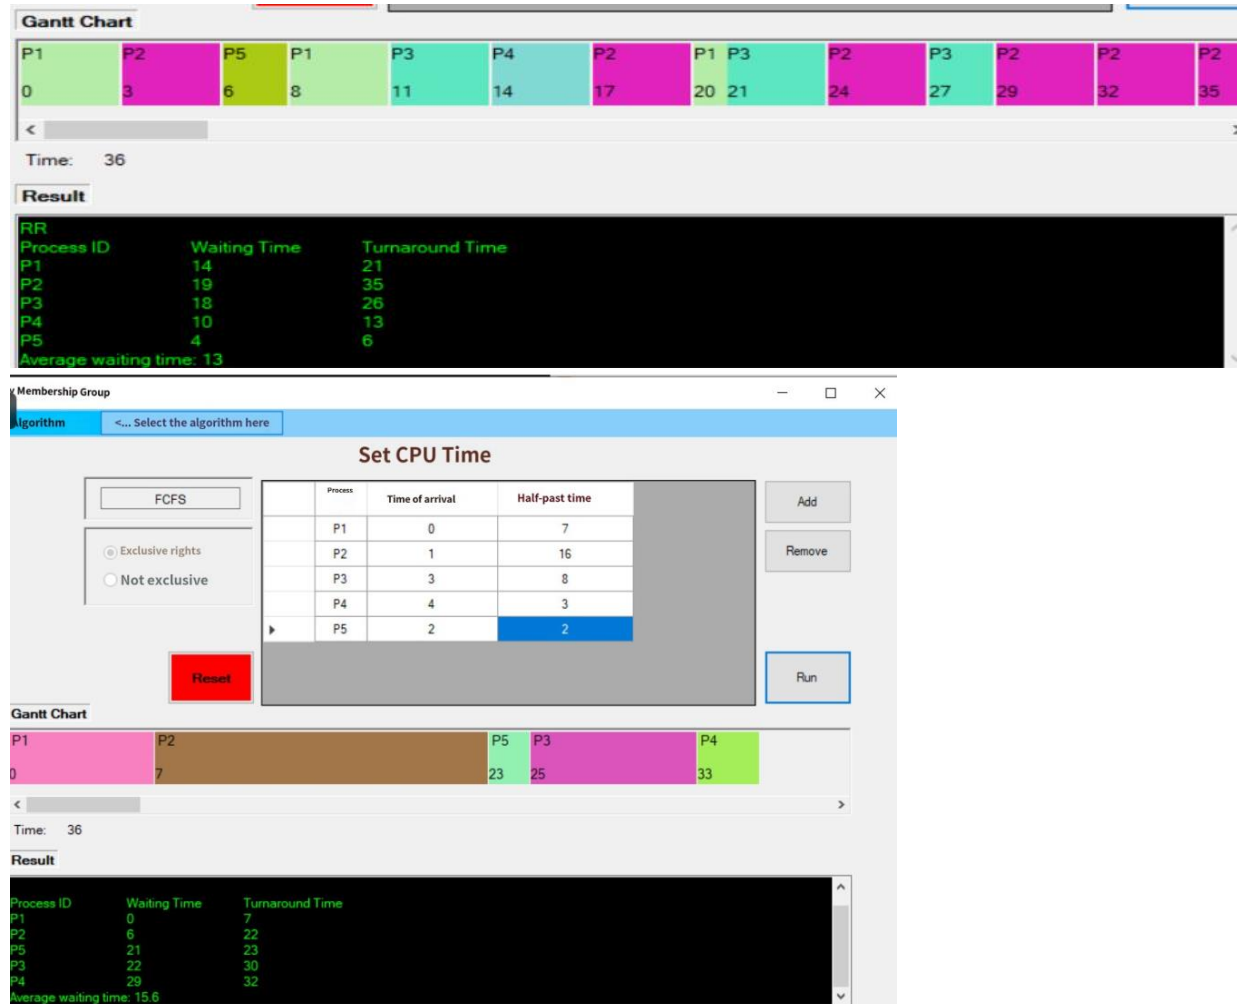 Gantt Chart
P1 P2 P5 P1 P3 P4 P2 P1 P3 P2 P3 P2 P2 P2
0 3 6 8 11 14 17 20 21 24 27 29 32 35
Time: 36
Result
RR
Process ID Waiting Time Turnaround Time
P1 14 21
P2 19 35
P3 18 26
P4 10 13
P5 4 6
Average waiting time: 13
Membership Group
Algorithm <... Select the algorithm here
Set CPU Time
FCFS
Exclusive rights
Not exclusive
Process Time of arrival Half-past time
P1 0 7
P2 1 16
P3 3 8
P4 4 3
P5 2 2
Add
Remove
Reset
Run
Gantt Chart
P1 P2 P5 P3 P4
0 7 23 25 33
Time: 36
Result
Process ID Waiting Time Turnaround Time
P1 0 7
P2 6 22
P5 21 23
P3 22 30
P4 29 32
Average waiting time: 15.6